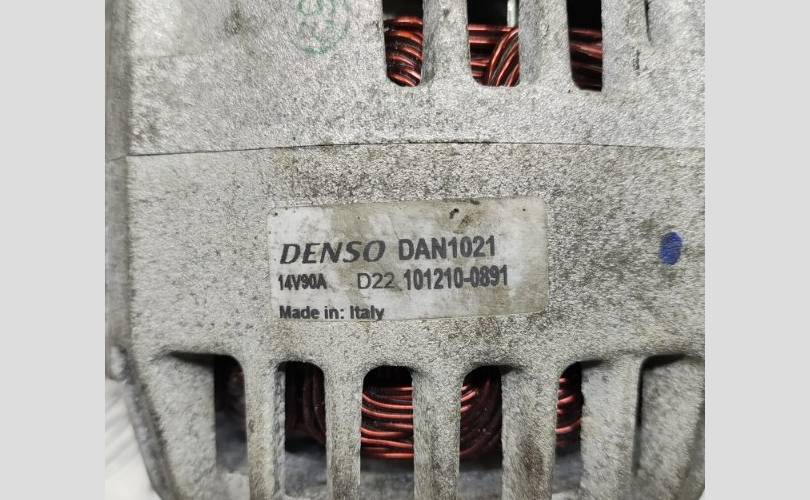 DENSO DAN1021
14V90A D22 101210-0891
Made in: Italy